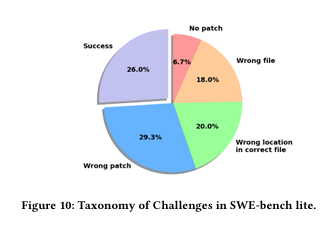 No patch
Success
6.7%
Wrong file
26.0%
18.0%
20.0%
29.3%
Wrong location
in correct file
Wrong patch
Figure 10: Taxonomy of Challenges in SWE-bench lite.